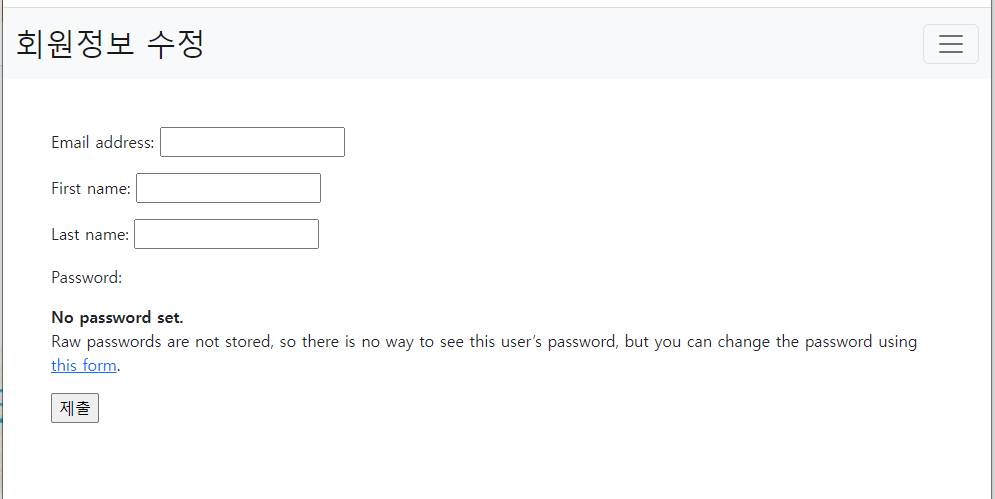 회원정보 수정
Email address:
First name:
Last name:
Password:
No password set.
Raw passwords are not stored, so there is no way to see this user’s password, but you can change the password using
this form.
제출